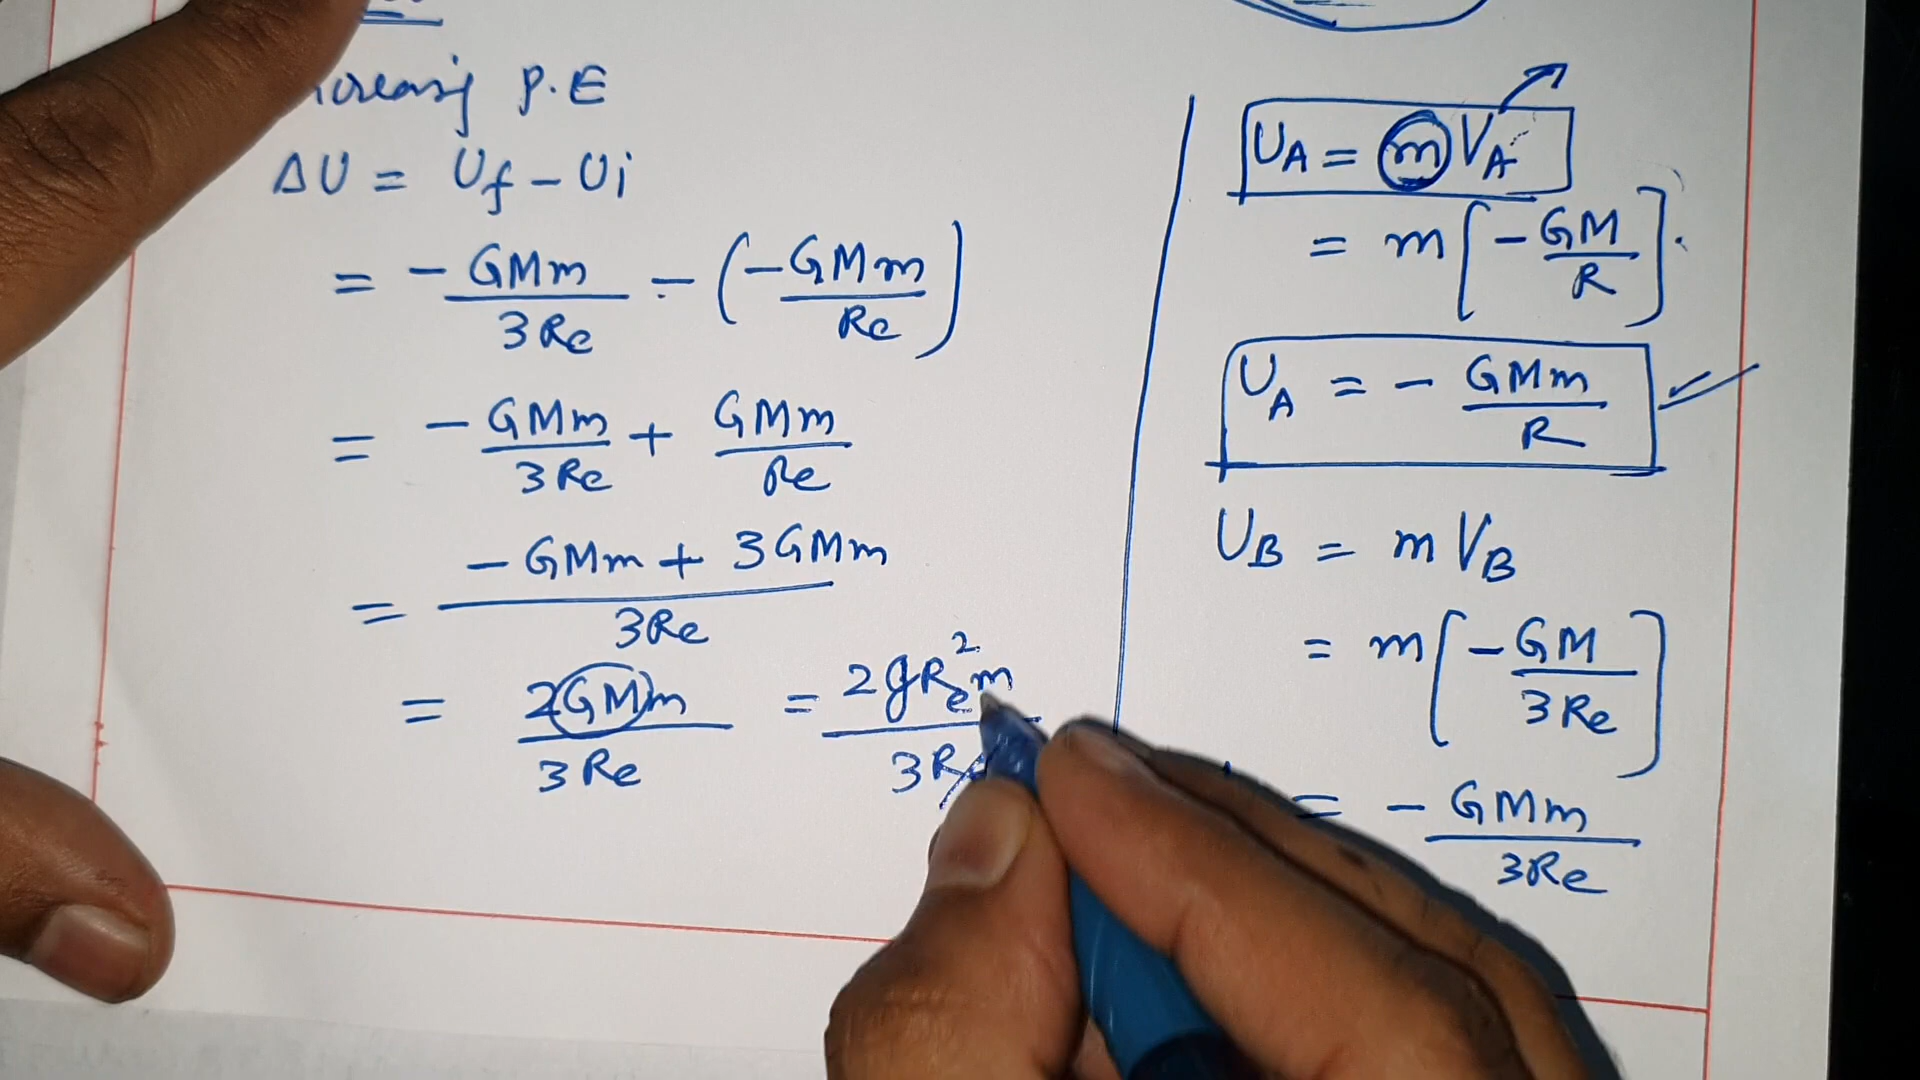 P.E
ΔU = Uf - Ui
= -GMm/3Re - (-GMm/Re)
= -GMm/3Re + GMm/Re
= -GMm + 3GMm/3Re
= 2GMm/3Re = 2gRe²m/3R
UA = mVA
= m[-GM/R].
UA = - GMm/R
UB = mVB
= m[-GM/3Re]
= - GMm/3Re